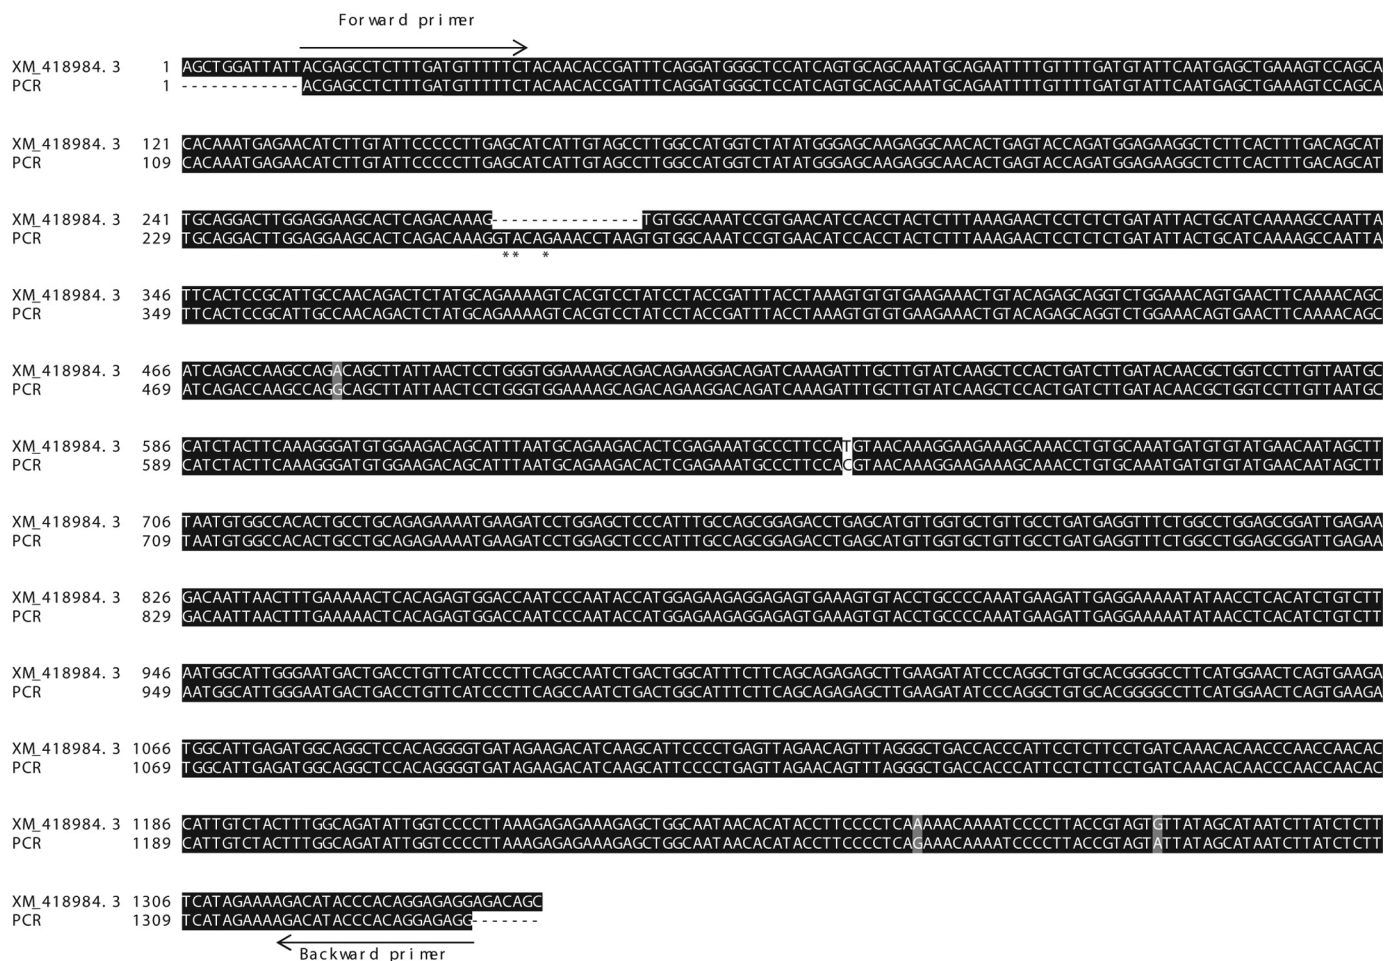 Forward primer
XM_418984.3 1 AGCTGGATTATTACGAGCCTCTTTGATGTTTTTCTACAACACCGATTTCAGGATGGGCTCCATCAGTGCAGCAAATGCAGAATTTTGTTTTGATGTATTCAATGAGCTGAAAGTCCAGCA
PCR 1 ------------ACGAGCCTCTTTGATGTTTTTCTACAACACCGATTTCAGGATGGGCTCCATCAGTGCAGCAAATGCAGAATTTTGTTTTGATGTATTCAATGAGCTGAAAGTCCAGCA
XM_418984.3 121 CACAAATGAGAACATCTTGTATTCCCCCTTGAGCATCATTGTAGCCTTGGCCATGGTCTATATGGGAGCAAGAGGCAACACTGAGTACCAGATGGAGAAGGCTCTTCACTTTGACAGCAT
PCR 109 CACAAATGAGAACATCTTGTATTCCCCCTTGAGCATCATTGTAGCCTTGGCCATGGTCTATATGGGAGCAAGAGGCAACACTGAGTACCAGATGGAGAAGGCTCTTCACTTTGACAGCAT
XM_418984.3 241 TGCAGGACTTGGAGGAAGCACTCAGACAAAG---------------TGTGGCAAATCCGTGAACATCCACCTACTCTTTAAAGAACTCCTCTCTGATATTACTGCATCAAAAGCCAATTA
PCR 229 TGCAGGACTTGGAGGAAGCACTCAGACAAAGGTACAGAAACCTAAGTGTGGCAAATCCGTGAACATCCACCTACTCTTTAAAGAACTCCTCTCTGATATTACTGCATCAAAAGCCAATTA
** *
XM_418984.3 346 TTCACTCCGCATTGCCAACAGACTCTATGCAGAAAAGTCACGTCCTATCCTACCGATTTACCTAAAGTGTGTGAAGAAACTGTACAGAGCAGGTCTGGAAACAGTGAACTTCAAAACAGC
PCR 349 TTCACTCCGCATTGCCAACAGACTCTATGCAGAAAAGTCACGTCCTATCCTACCGATTTACCTAAAGTGTGTGAAGAAACTGTACAGAGCAGGTCTGGAAACAGTGAACTTCAAAACAGC
XM_418984.3 466 ATCAGACCAAGCCAGACAGCTTATTAACTCCTGGGTGGAAAAGCAGACAGAAGGACAGATCAAAGATTTGCTTGTATCAAGCTCCACTGATCTTGATACAACGCTGGTCCTTGTTAATGC
PCR 469 ATCAGACCAAGCCAGGCAGCTTATTAACTCCTGGGTGGAAAAGCAGACAGAAGGACAGATCAAAGATTTGCTTGTATCAAGCTCCACTGATCTTGATACAACGCTGGTCCTTGTTAATGC
XM_418984.3 586 CATCTACTTCAAAGGGATGTGGAAGACAGCATTTAATGCAGAAGACACTCGAGAAATGCCCTTCCATGTAACAAAGGAAGAAAGCAAACCTGTGCAAATGATGTGTATGAACAATAGCTT
PCR 589 CATCTACTTCAAAGGGATGTGGAAGACAGCATTTAATGCAGAAGACACTCGAGAAATGCCCTTCCACGTAACAAAGGAAGAAAGCAAACCTGTGCAAATGATGTGTATGAACAATAGCTT
XM_418984.3 706 TAATGTGGCCACACTGCCTGCAGAGAAAATGAAGATCCTGGAGCTCCCATTTGCCAGCGGAGACCTGAGCATGTTGGTGCTGTTGCCTGATGAGGTTTCTGGCCTGGAGCGGATTGAGAA
PCR 709 TAATGTGGCCACACTGCCTGCAGAGAAAATGAAGATCCTGGAGCTCCCATTTGCCAGCGGAGACCTGAGCATGTTGGTGCTGTTGCCTGATGAGGTTTCTGGCCTGGAGCGGATTGAGAA
XM_418984.3 826 GACAATTAACTTTGAAAAACTCACAGAGTGGACCAATCCCAATACCATGGAGAAGAGGAGAGTGAAAGTGTACCTGCCCCAAATGAAGATTGAGGAAAAATATAACCTCACATCTGTCTT
PCR 829 GACAATTAACTTTGAAAAACTCACAGAGTGGACCAATCCCAATACCATGGAGAAGAGGAGAGTGAAAGTGTACCTGCCCCAAATGAAGATTGAGGAAAAATATAACCTCACATCTGTCTT
XM_418984.3 946 AATGGCATTGGGAATGACTGACCTGTTCATCCCTTCAGCCAATCTGACTGGCATTTCTTCAGCAGAGAGCTTGAAGATATCCCAGGCTGTGCACGGGGCCTTCATGGAACTCAGTGAAGA
PCR 949 AATGGCATTGGGAATGACTGACCTGTTCATCCCTTCAGCCAATCTGACTGGCATTTCTTCAGCAGAGAGCTTGAAGATATCCCAGGCTGTGCACGGGGCCTTCATGGAACTCAGTGAAGA
XM_418984.3 1066 TGGCATTGAGATGGCAGGCTCCACAGGGGTGATAGAAGACATCAAGCATTCCCCTGAGTTAGAACAGTTTAGGGCTGACCACCCATTCCTCTTCCTGATCAAACACAACCCAACCAACAC
PCR 1069 TGGCATTGAGATGGCAGGCTCCACAGGGGTGATAGAAGACATCAAGCATTCCCCTGAGTTAGAACAGTTTAGGGCTGACCACCCATTCCTCTTCCTGATCAAACACAACCCAACCAACAC
XM_418984.3 1186 CATTGTCTACTTTGGCAGATATTGGTCCCCTTAAAGAGAGAAAGAGCTGGCAATAACACATACCTTCCCCTCAAAAACAAAATCCCCTTACCGTAGTGTTATAGCATAATCTTATCTCTT
PCR 1189 CATTGTCTACTTTGGCAGATATTGGTCCCCTTAAAGAGAGAAAGAGCTGGCAATAACACATACCTTCCCCTCAGAAACAAAATCCCCTTACCGTAGTATTATAGCATAATCTTATCTCTT
XM_418984.3 1306 TCATAGAAAAGACATACCCACAGGAGAGGAGACAGC
PCR 1309 TCATAGAAAAGACATACCCACAGGAGAGG-------
Backward primer